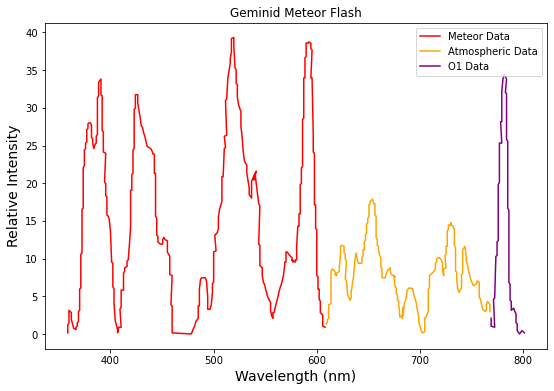 Geminid Meteor Flash
Meteor Data
Atmospheric Data
O1 Data
Relative Intensity
40
35
30
25
20
15
10
5
0
400
500
600
700
800
Wavelength (nm)